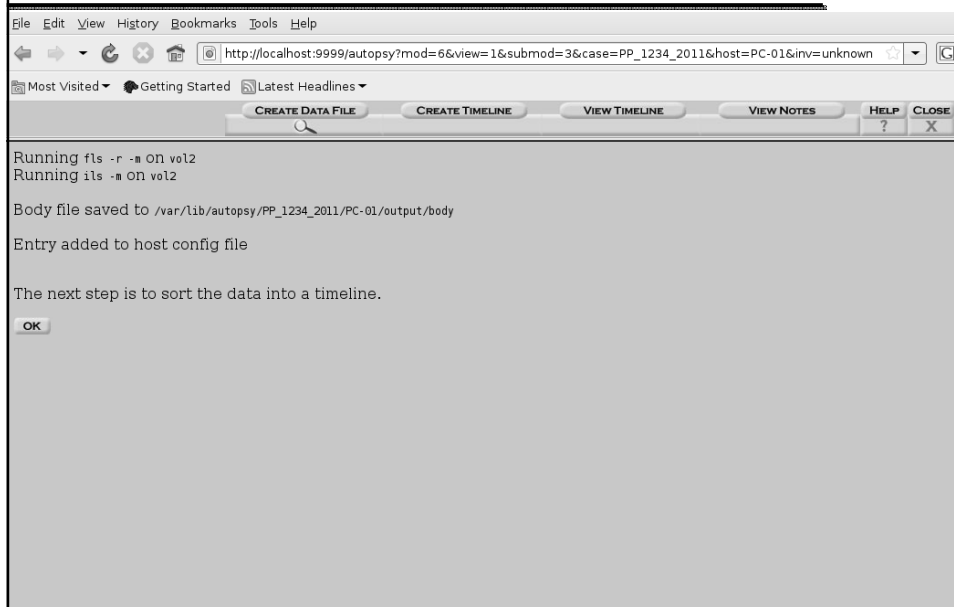 File Edit View History Bookmarks Tools Help
http://localhost:9999/autopsy?mod=6&view=1&submod=3&case=PP_1234_2011&host=PC-01&inv=unknown G
Most Visited Getting Started Latest Headlines
CREATE DATA FILE CREATE TIMELINE VIEW TIMELINE VIEW NOTES HELP CLOSE
? X
Running fls -r -m on vol2
Running ils -m on vol2
Body file saved to /var/lib/autopsy/PP_1234_2011/PC-01/output/body
Entry added to host config file
The next step is to sort the data into a timeline.
OK